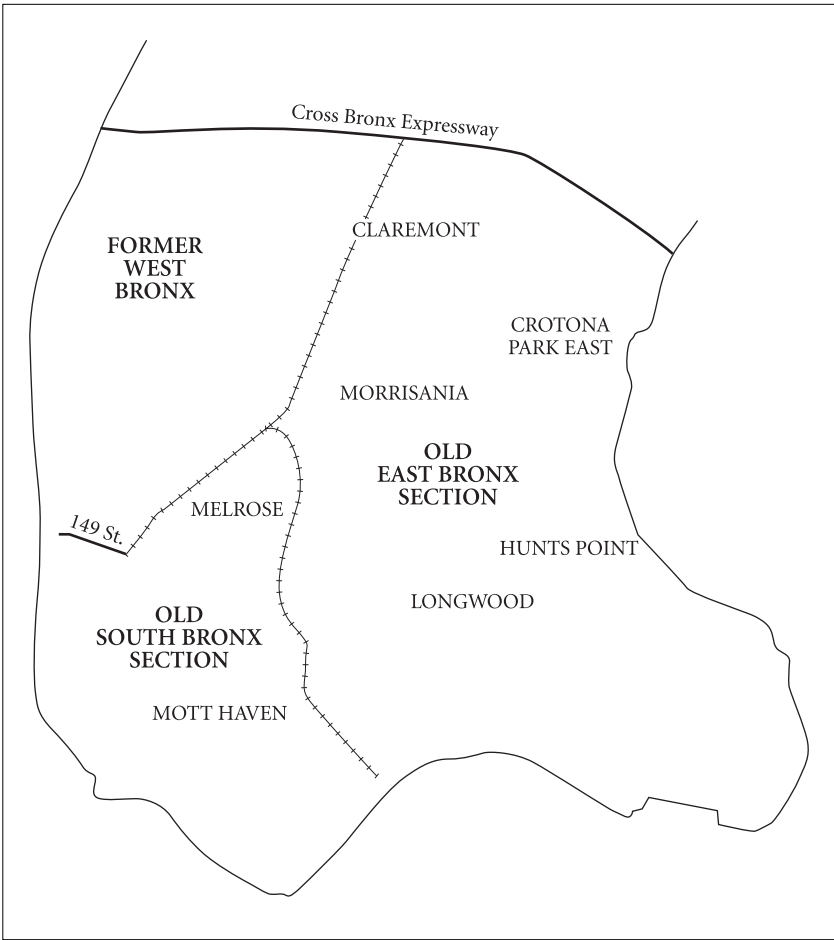 Cross Bronx Expressway
CLAREMONT
FORMER
WEST
BRONX
CROTONA
PARK EAST
MORRISANIA
OLD
EAST BRONX
SECTION
MELROSE
149 St.
HUNTS POINT
LONGWOOD
OLD
SOUTH BRONX
SECTION
MOTT HAVEN